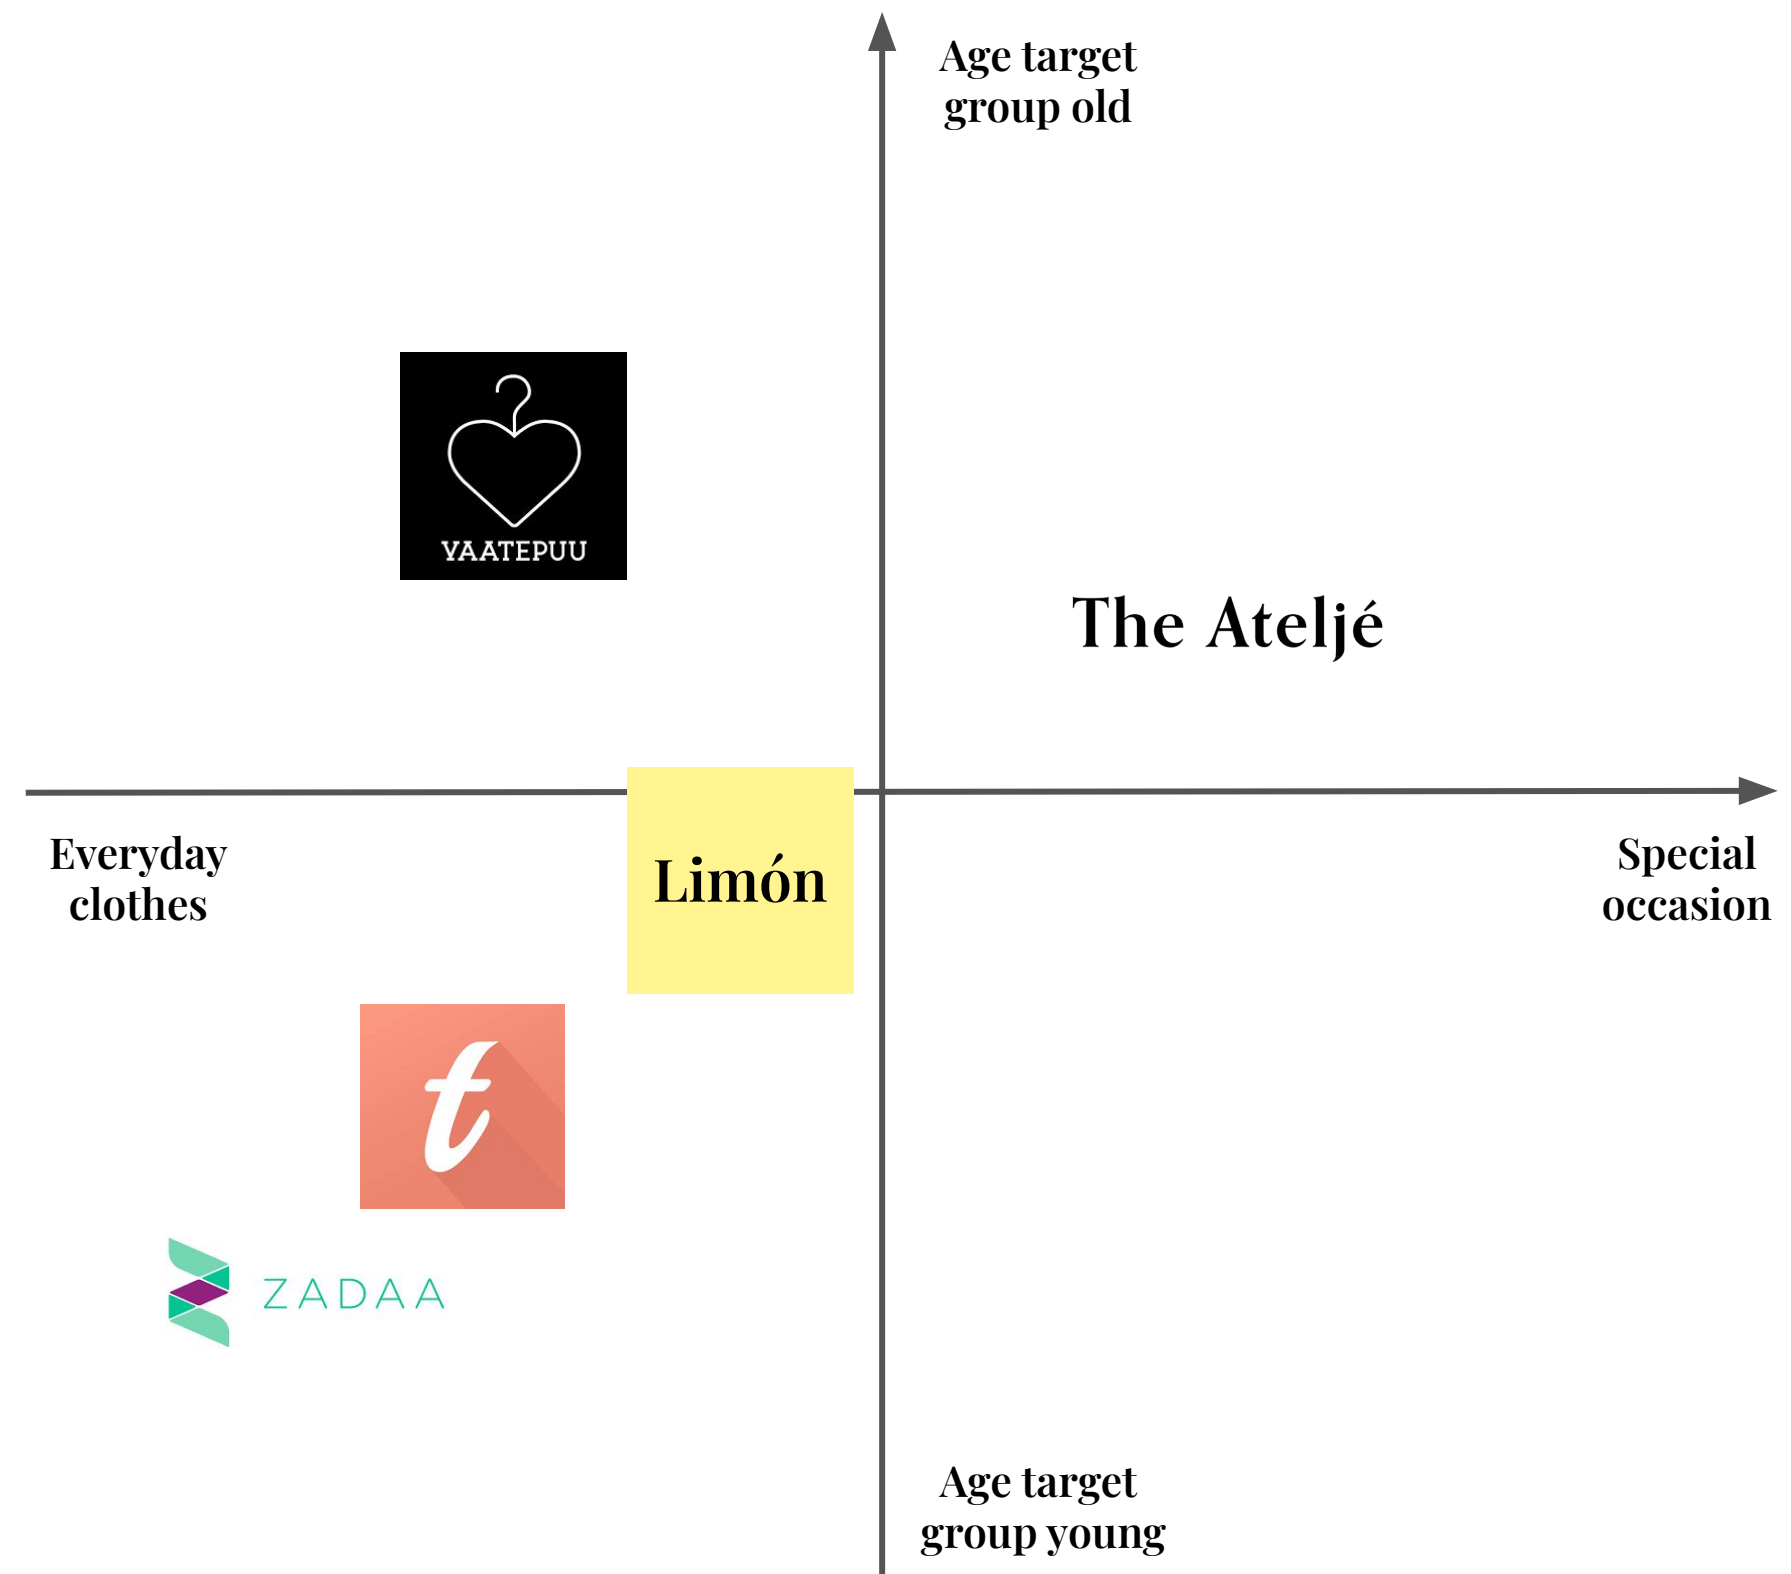 Age target
group old
VAATEPUU
The Ateljé
Everyday
clothes
Special
occasion
Limón
t
ZADAA
Age target
group young